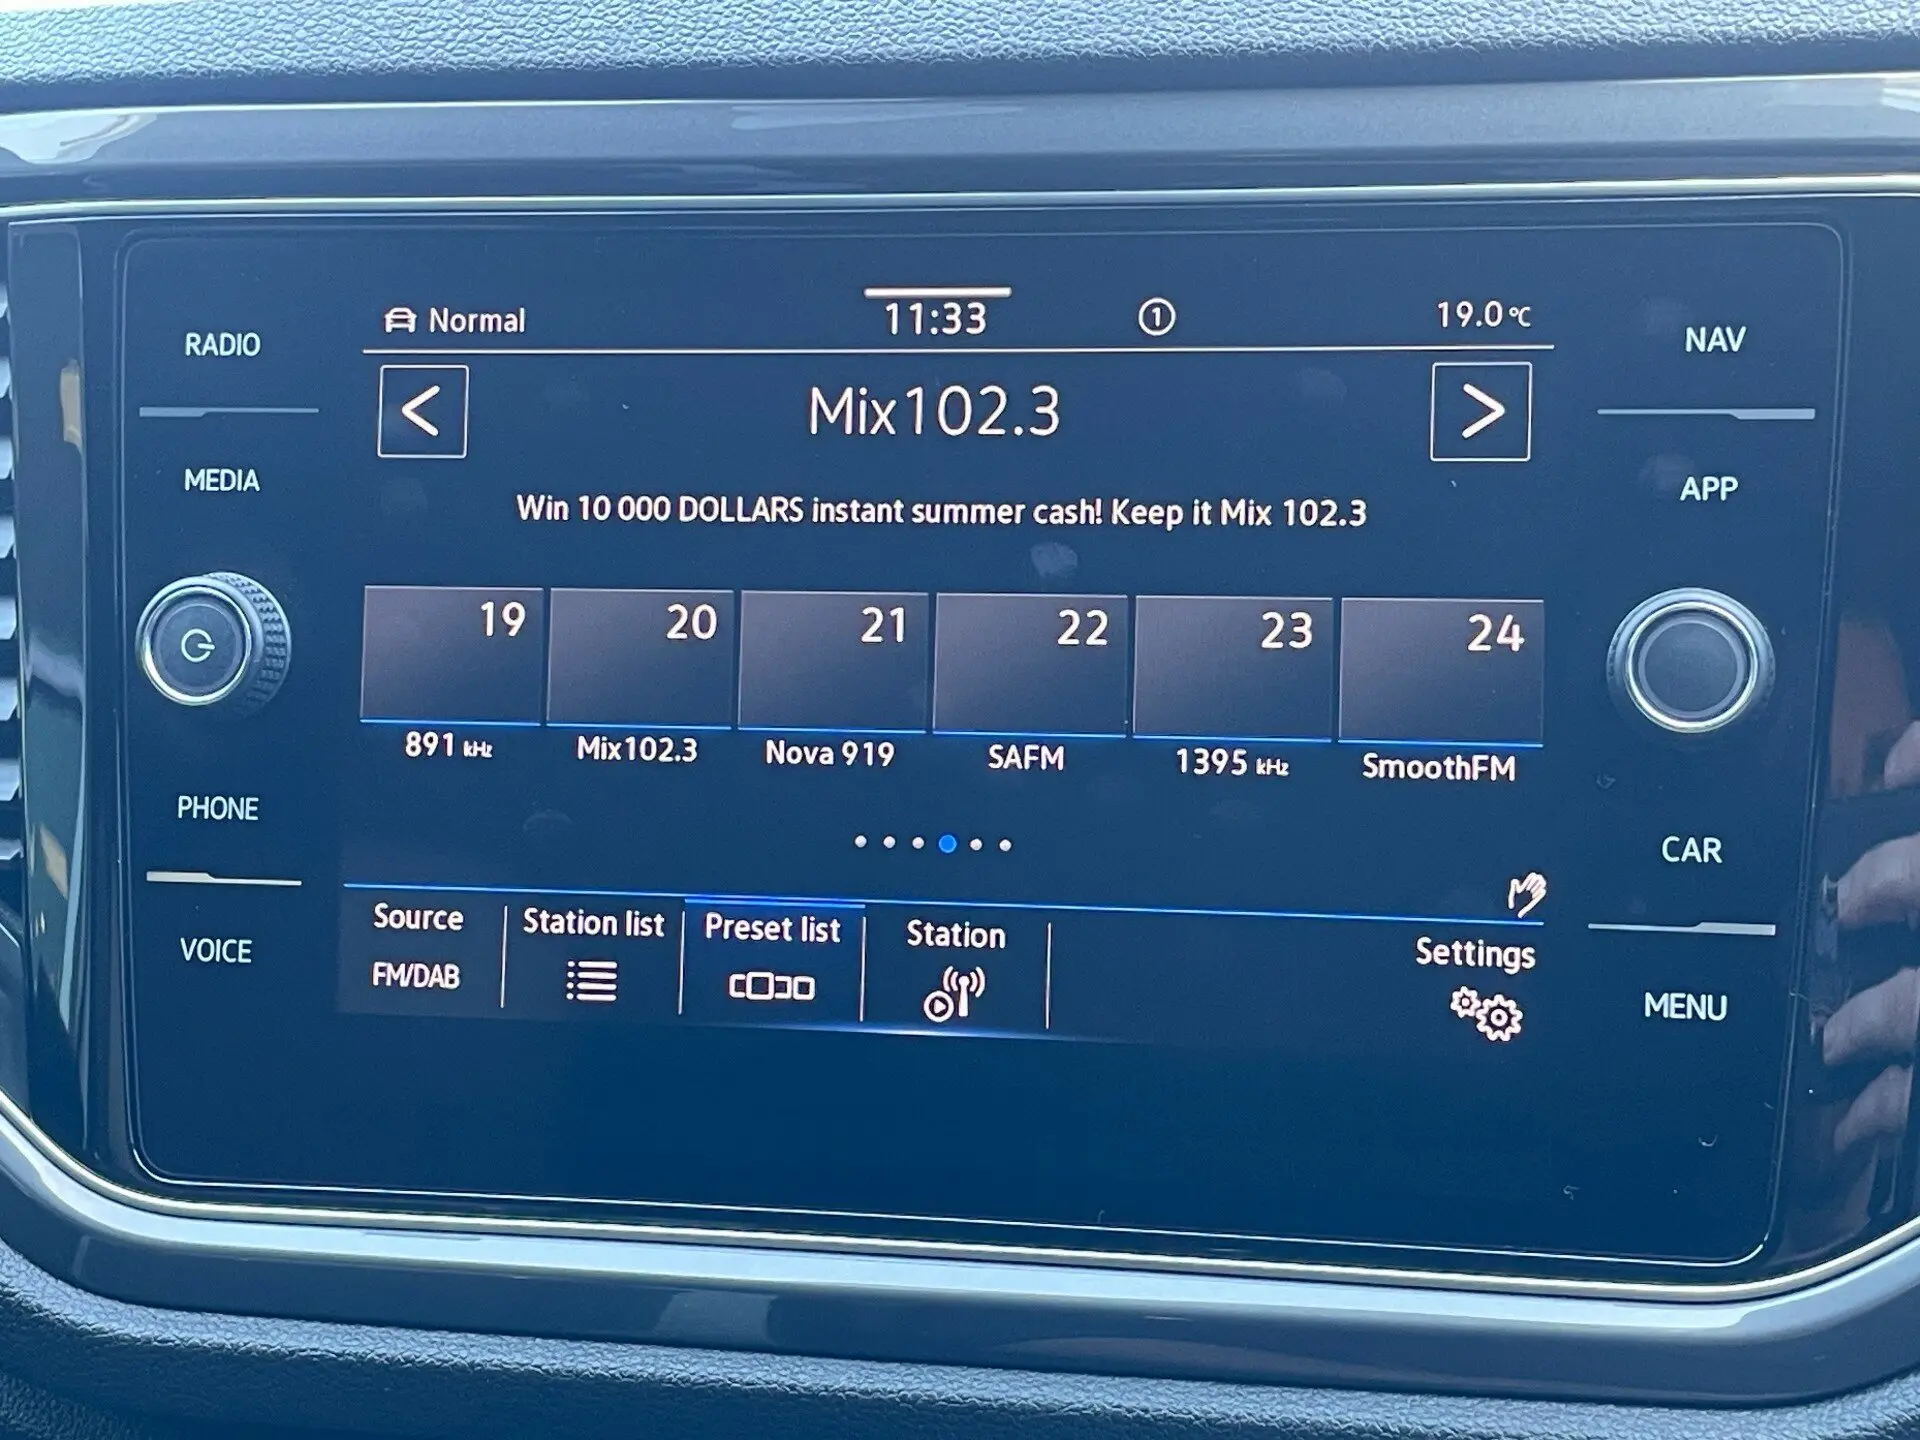 RADIO
MEDIA
PHONE
VOICE
Normal
11:33
1
19.0°C
<
Mix102.3
>
Win 10 000 DOLLARS instant summer cash! Keep it Mix 102.3
19 20 21 22 23 24
891 kHz Mix102.3 Nova 919 SAFM 1395 kHz SmoothFM
Source Station list Preset list Station Settings
FM/DAB
NAV
APP
CAR
MENU